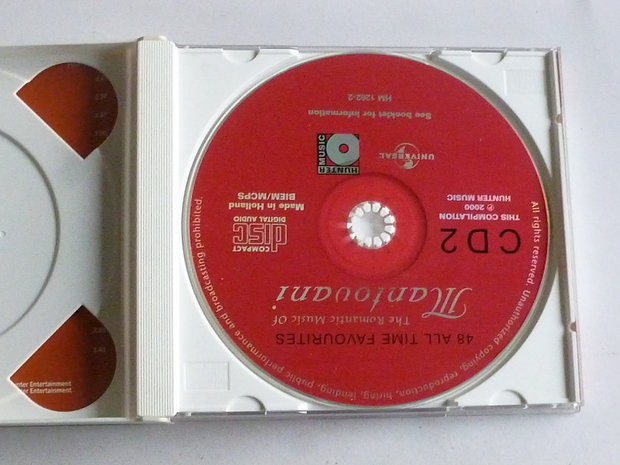 48 ALL TIME FAVOURITES
The Romantic Music Of
Mantovani
CD 2
THIS COMPILATION
℗ 2000
HUNTER MUSIC
COMPACT
disc
DIGITAL AUDIO
Made in Holland
BIEM/MCPS
UNIVERSAL
HUNTER
MUSIC
See booklet for information
HM 1262-2
All rights reserved. Unauthorized copying, reproduction, hiring, lending, public performance and broadcasting prohibited.
nter Entertainment
nter Entertainment